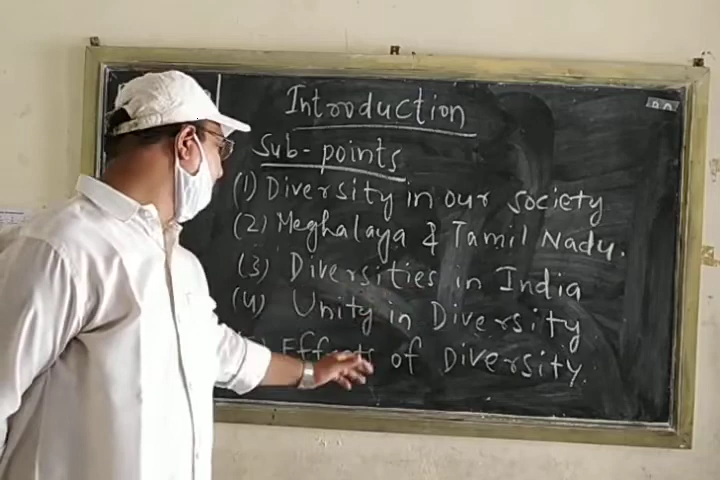 Introduction
Sub-points
(1) Diversity in our society
(2) Meghalaya & Tamil Nadu.
(3) Diversities in India
(4) Unity in Diversity
of Diversity.